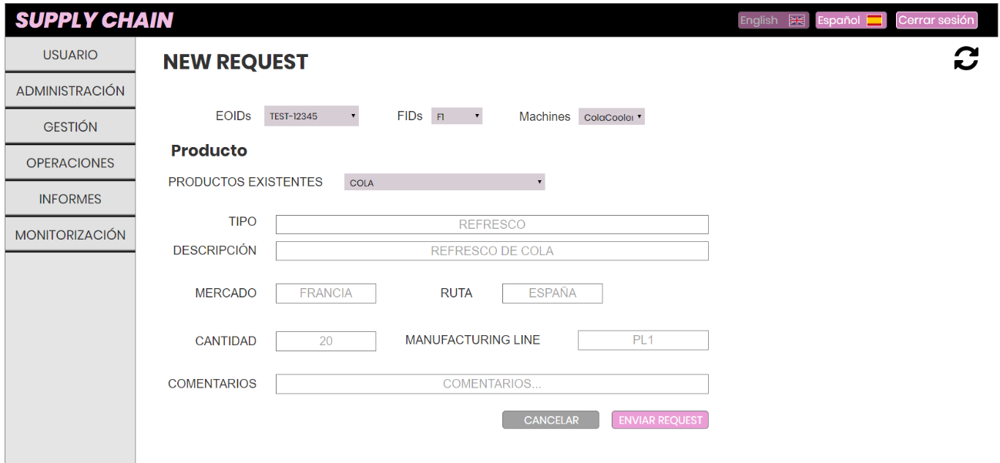 SUPPLY CHAIN English Español Cerrar sesión
USUARIO
ADMINISTRACIÓN
GESTIÓN
OPERACIONES
INFORMES
MONITORIZACIÓN
NEW REQUEST
EOIDs TEST-12345 FIDs F1 Machines ColaCooler
Producto
PRODUCTOS EXISTENTES COLA
TIPO REFRESCO
DESCRIPCIÓN REFRESCO DE COLA
MERCADO FRANCIA RUTA ESPAÑA
CANTIDAD 20 MANUFACTURING LINE PL1
COMENTARIOS COMENTARIOS...
CANCELAR ENVIAR REQUEST